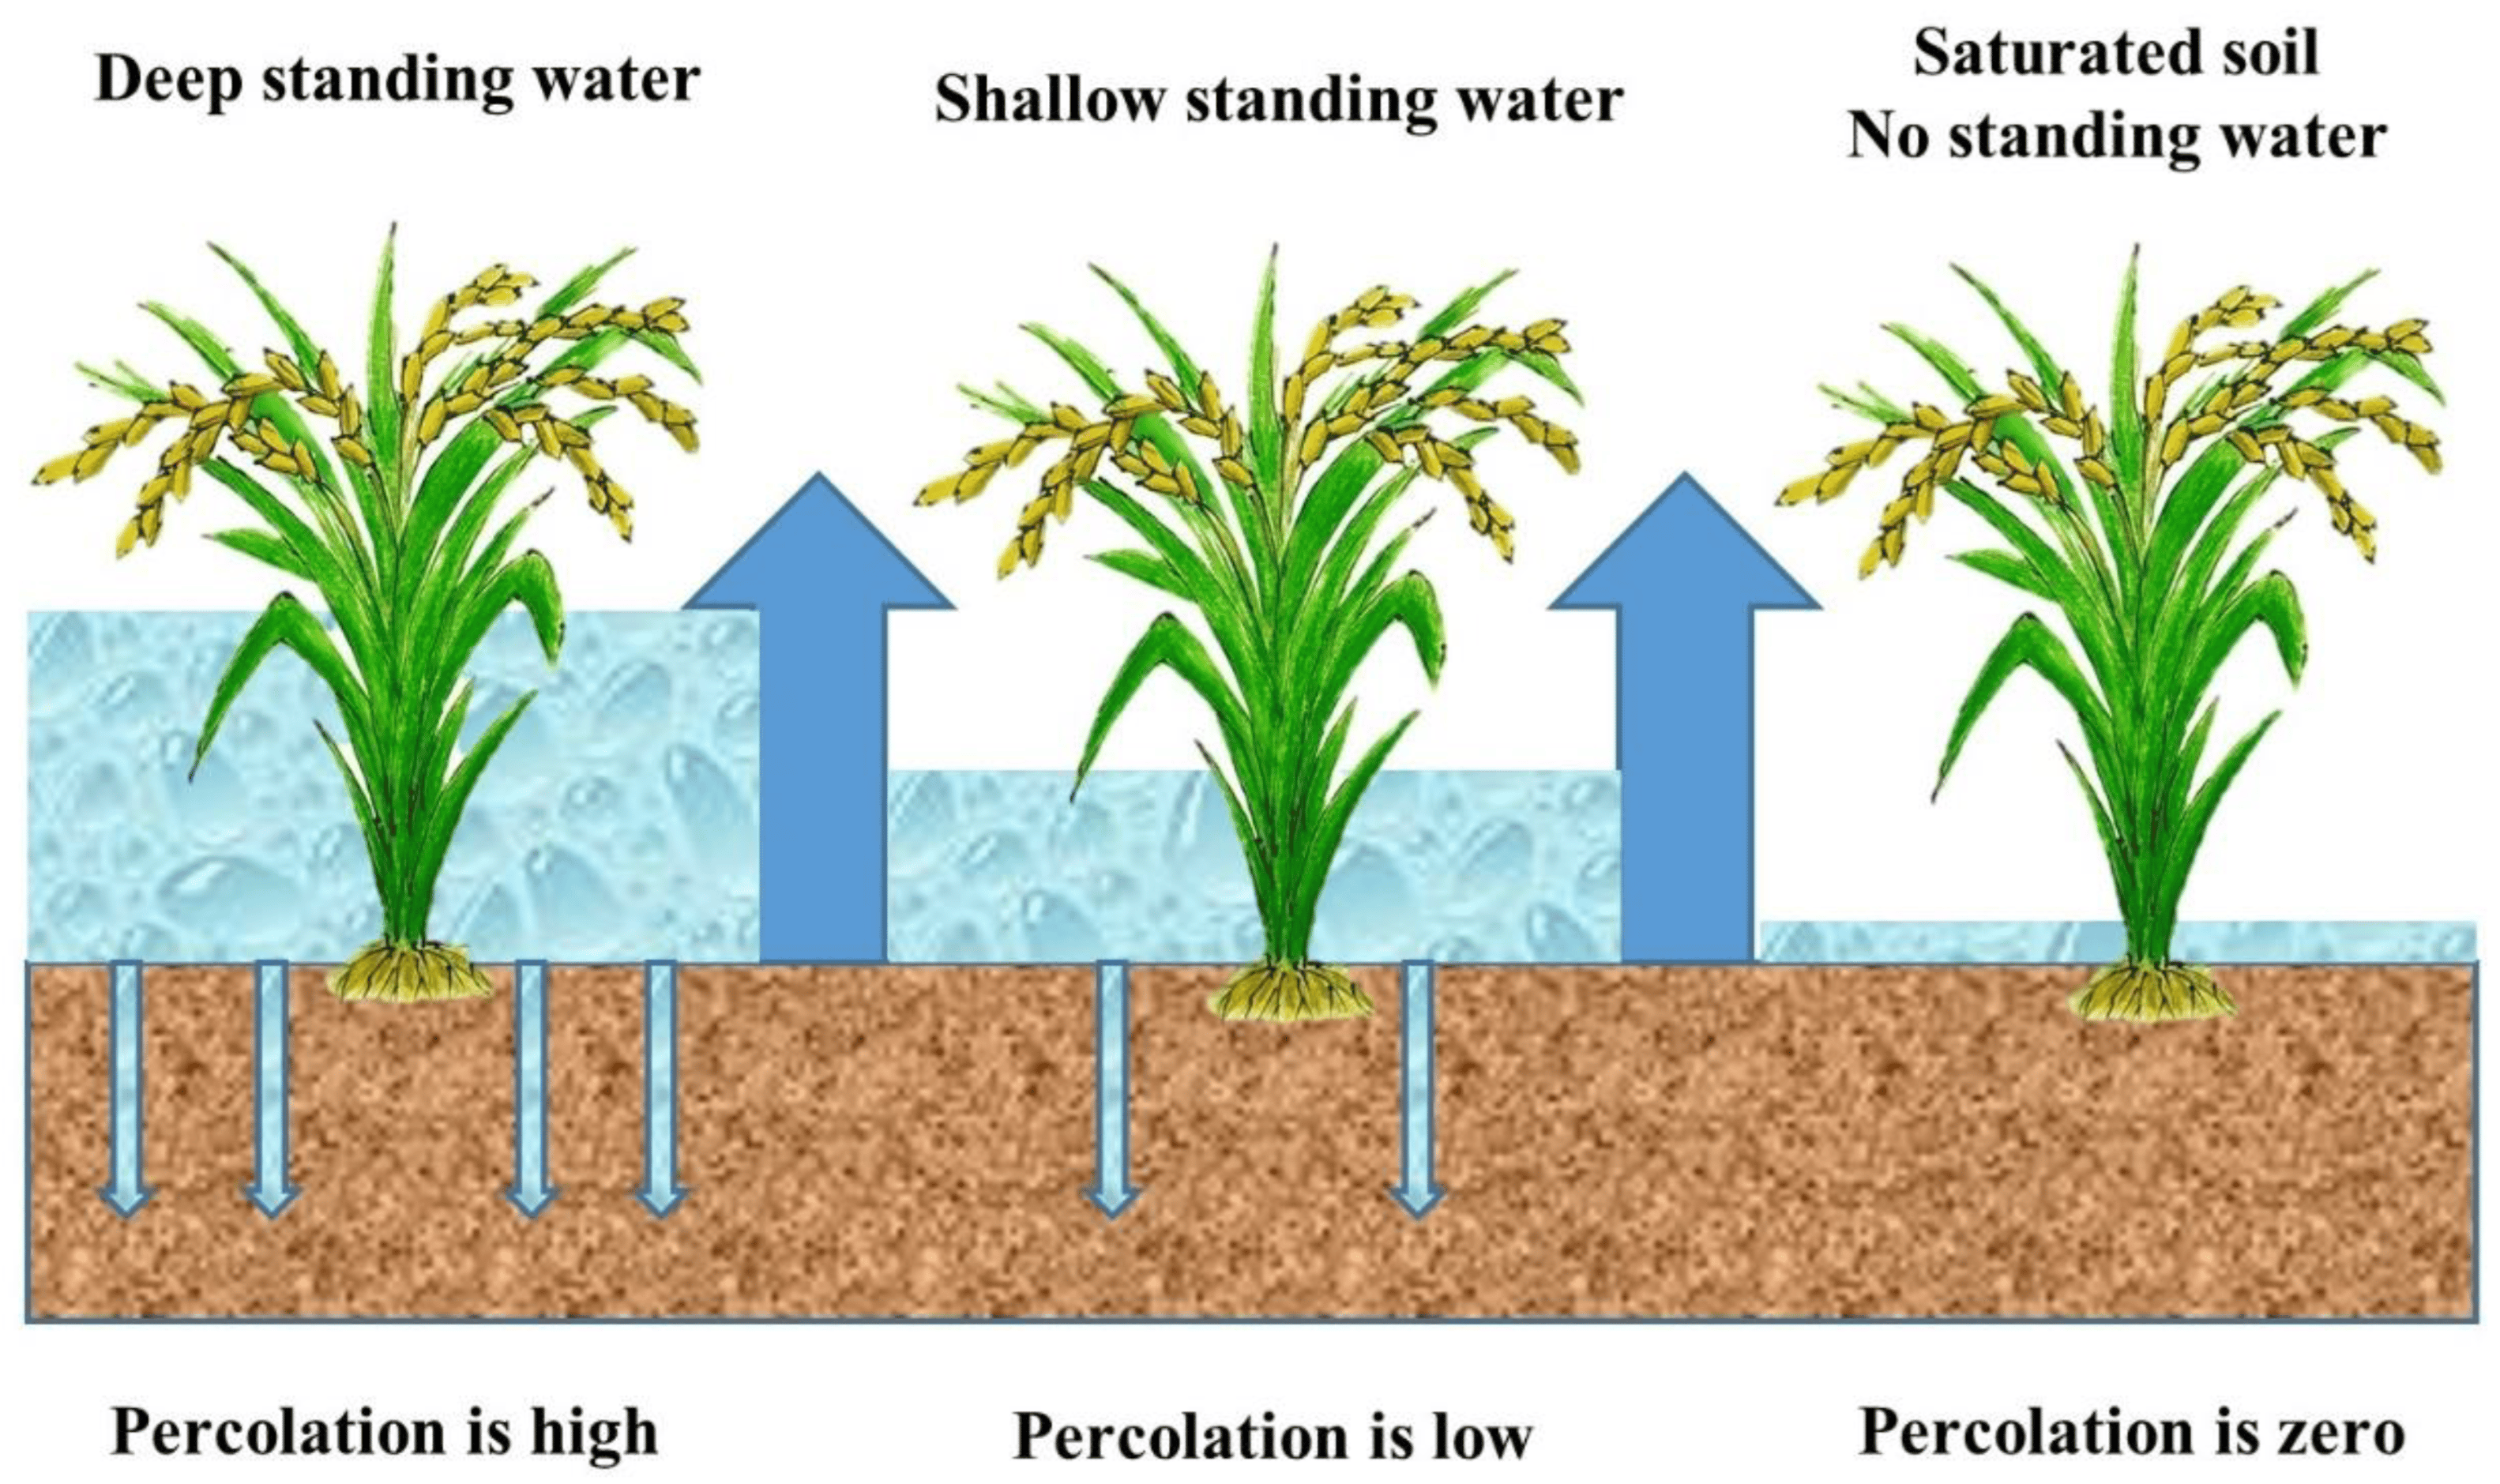 Deep standing water
Shallow standing water
Saturated soil
No standing water
Percolation is high
Percolation is low
Percolation is zero